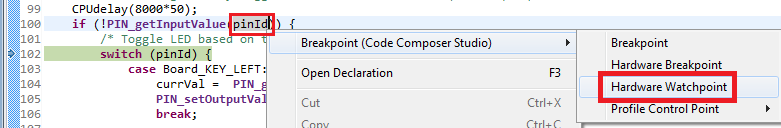 99 CPUdelay(8000*50);
100 if (!PIN_getInputValue(pinId)) {
101 /* Toggle LED based on t
102 switch (pinId) {
103 case Board_KEY_LEFT:
104 currVal = PIN_g
105 PIN_setOutputVal
106 break;
107
Breakpoint (Code Composer Studio)
Open Declaration F3
Cut Ctrl+X
Copy Ctrl+C
Breakpoint
Hardware Breakpoint
Hardware Watchpoint
Profile Control Point